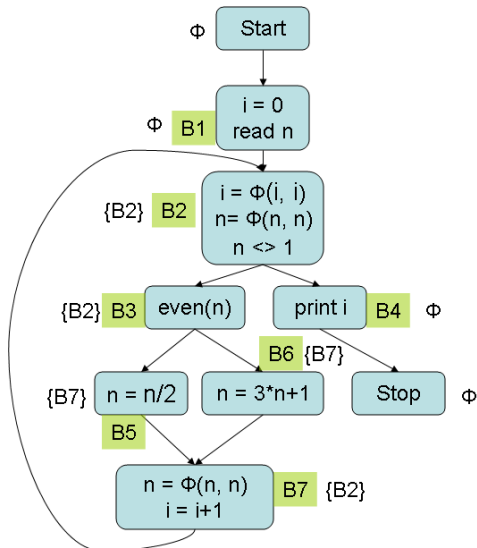 Φ Start
i = 0
read n
Φ B1
i = Φ(i, i)
n= Φ(n, n)
n <> 1
{B2} B2
{B2} B3 even(n)
print i B4 Φ
B6 {B7}
{B7} n = n/2
B5
n = 3*n+1
Stop Φ
n = Φ(n, n)
i = i+1
B7 {B2}